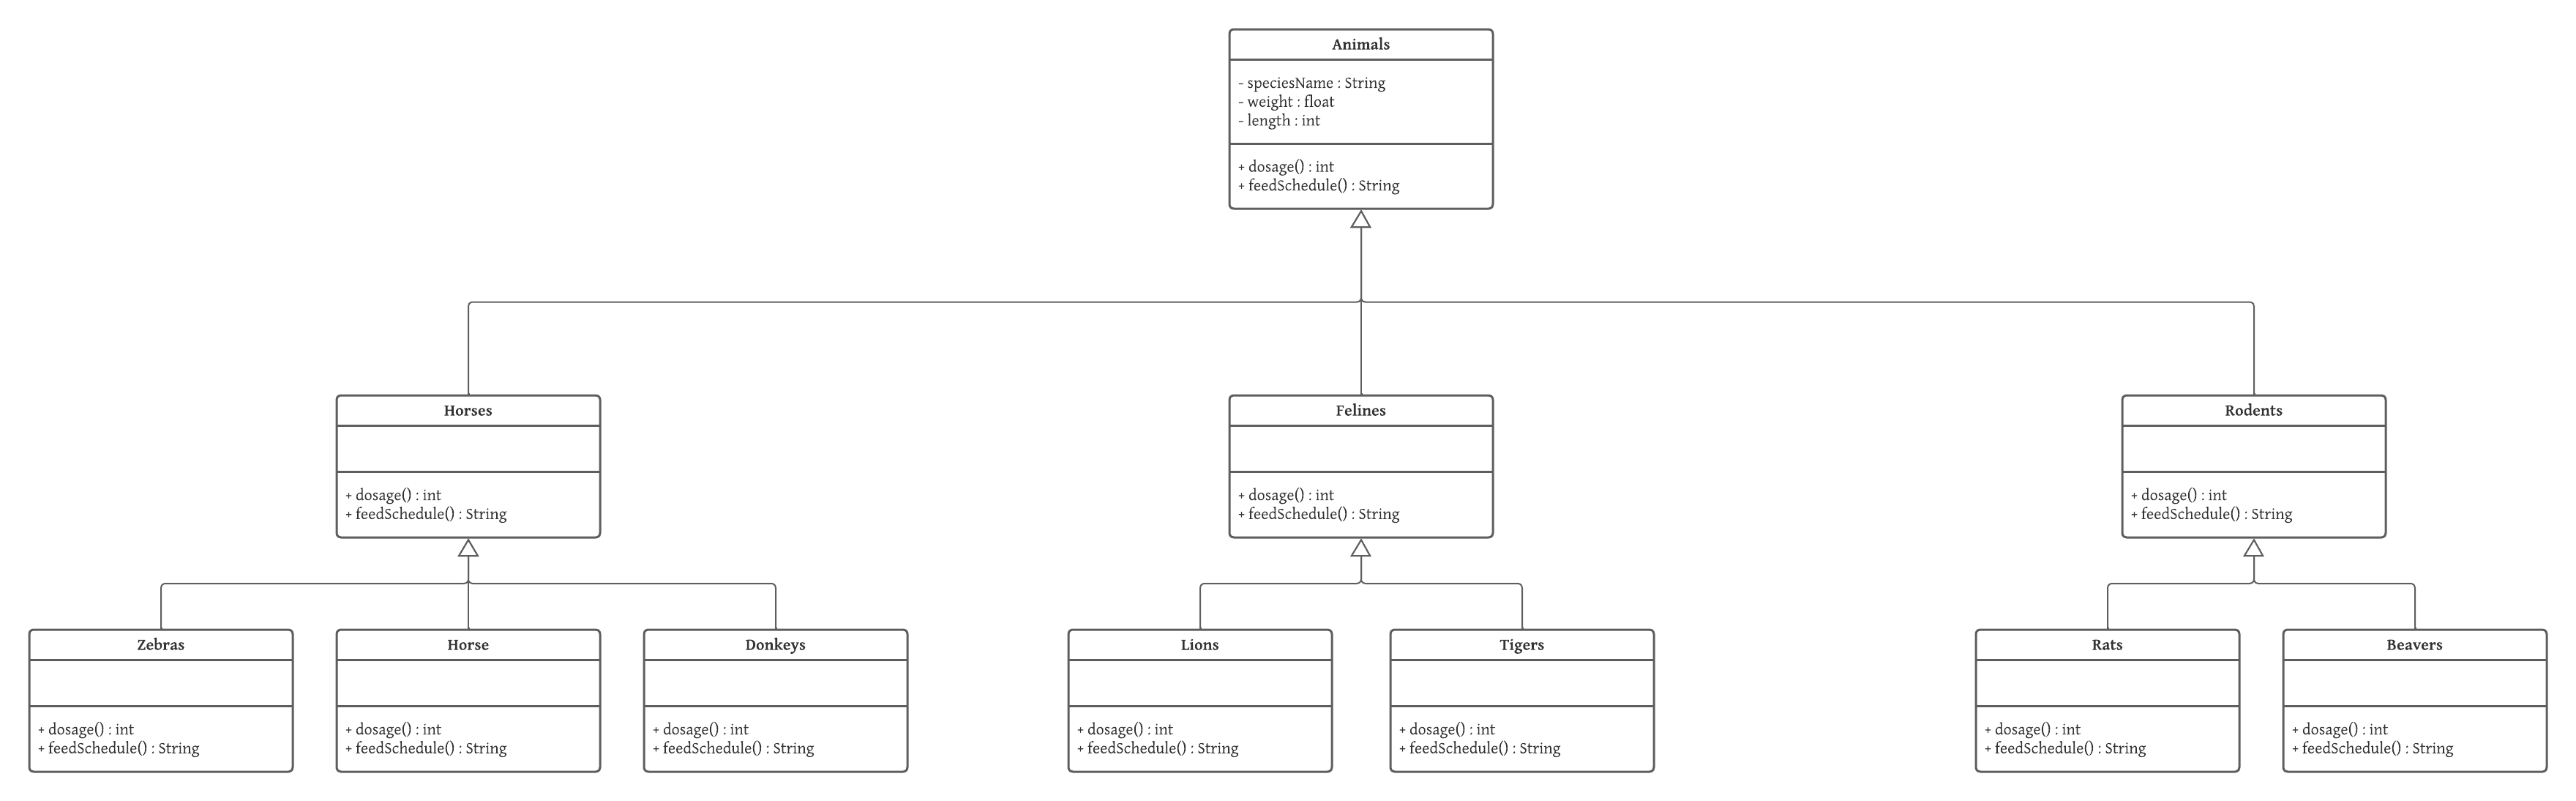 Animals
- speciesName : String
- weight : float
- length : int
+ dosage() : int
+ feedSchedule() : String
Horses
+ dosage() : int
+ feedSchedule() : String
Felines
+ dosage() : int
+ feedSchedule() : String
Rodents
+ dosage() : int
+ feedSchedule() : String
Zebras
+ dosage() : int
+ feedSchedule() : String
Horse
+ dosage() : int
+ feedSchedule() : String
Donkeys
+ dosage() : int
+ feedSchedule() : String
Lions
+ dosage() : int
+ feedSchedule() : String
Tigers
+ dosage() : int
+ feedSchedule() : String
Rats
+ dosage() : int
+ feedSchedule() : String
Beavers
+ dosage() : int
+ feedSchedule() : String